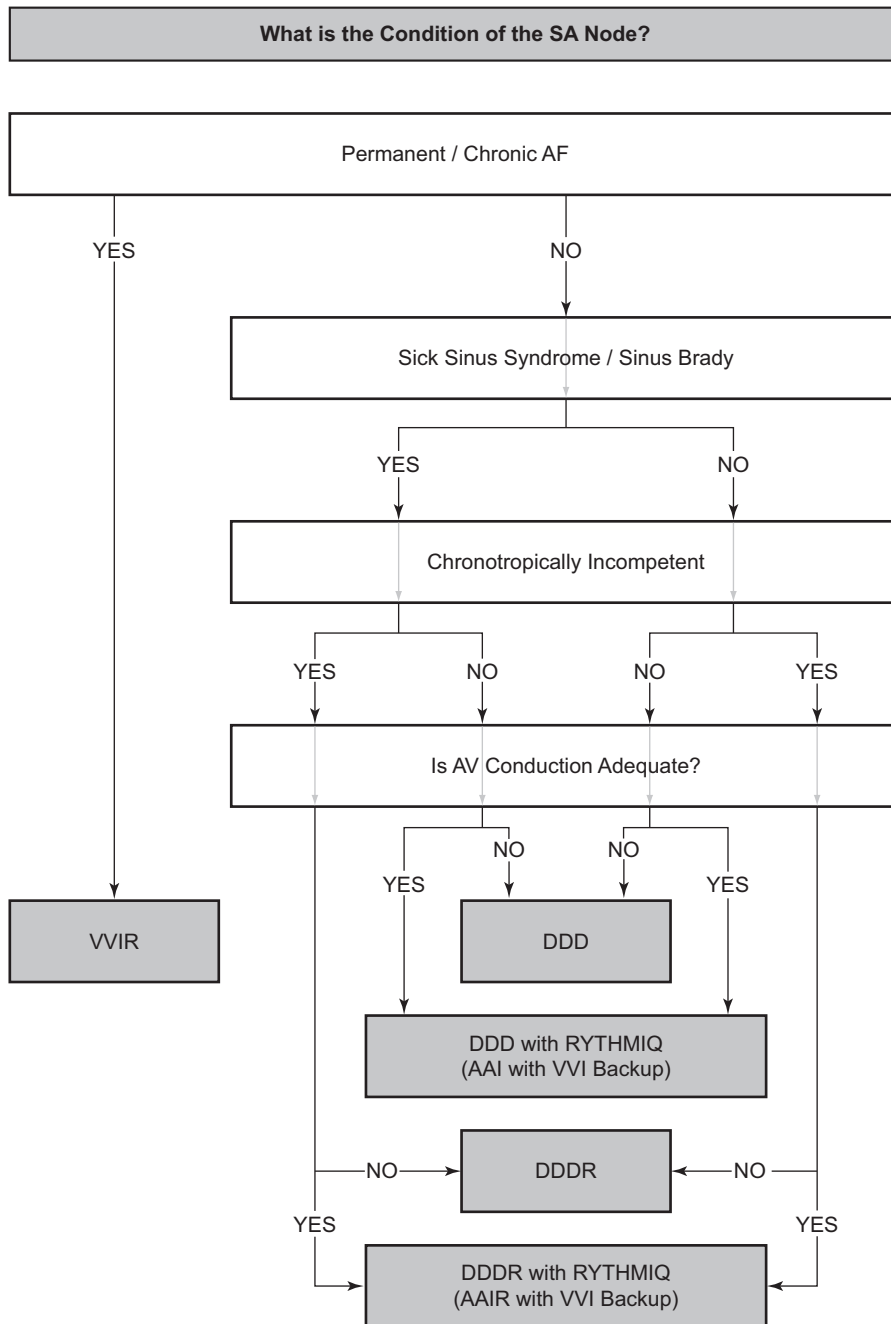 What is the Condition of the SA Node?
Permanent / Chronic AF
YES
NO
Sick Sinus Syndrome / Sinus Brady
YES
NO
Chronotropically Incompetent
YES
NO
NO
YES
Is AV Conduction Adequate?
NO
NO
YES
YES
VVIR
DDD
DDD with RYTHMIQ
(AAI with VVI Backup)
NO
DDDR
NO
YES
YES
DDDR with RYTHMIQ
(AAIR with VVI Backup)